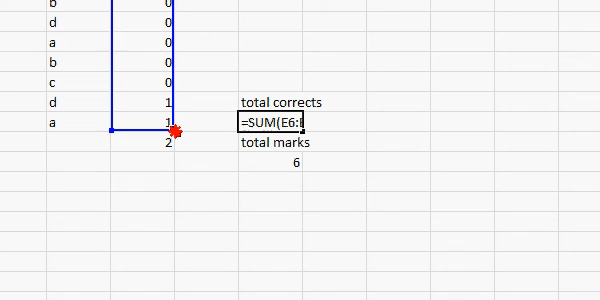 b 0
d 0
a 0
b 0
c 0
d 1 total corrects
a 1 =SUM(E6:
2 total marks
6